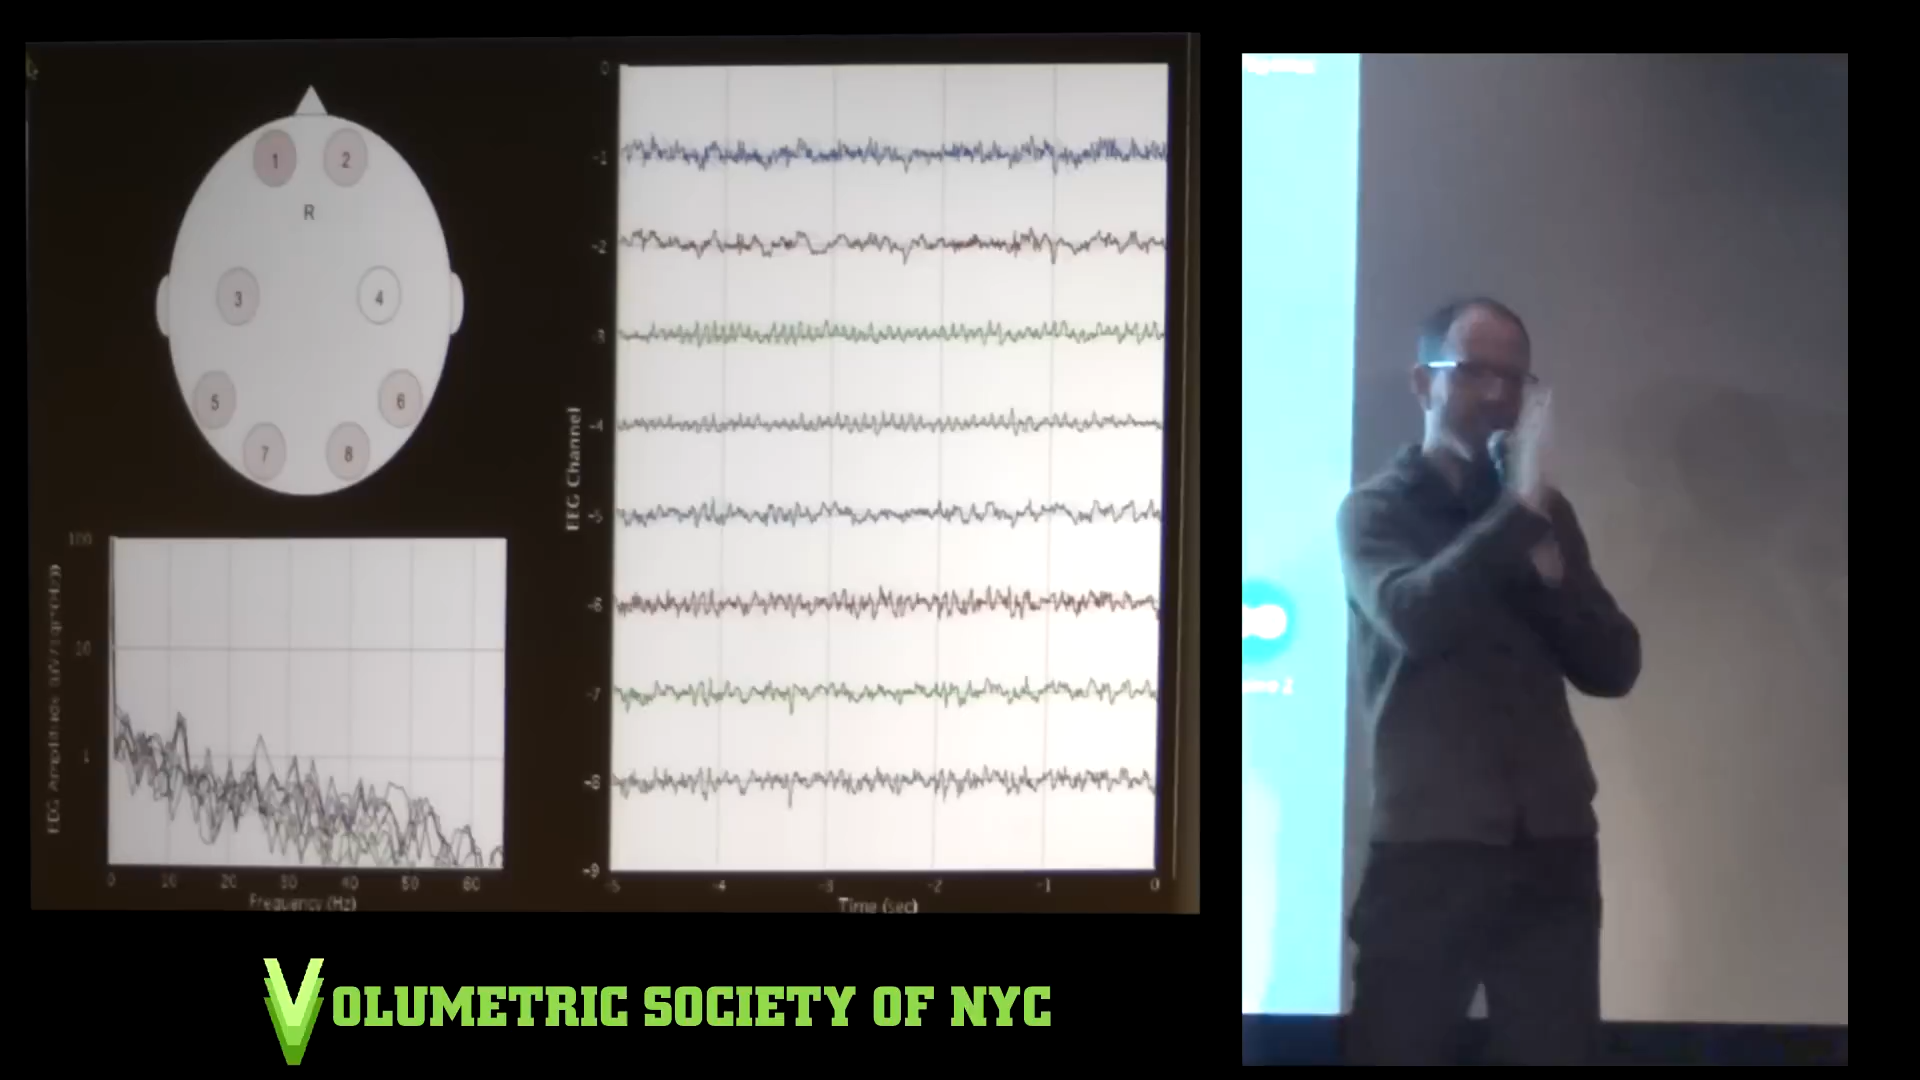 1 2
R
3 4
5 6
7 8
100
10
1
0 10 20 30 40 50 60
Frequency (Hz)
EEG Channel
0
-1
-2
-3
-4
-5
-6
-7
-8
-9
-5 -4 -3 -2 -1 0
Time (sec)
VOLUMETRIC SOCIETY OF NYC